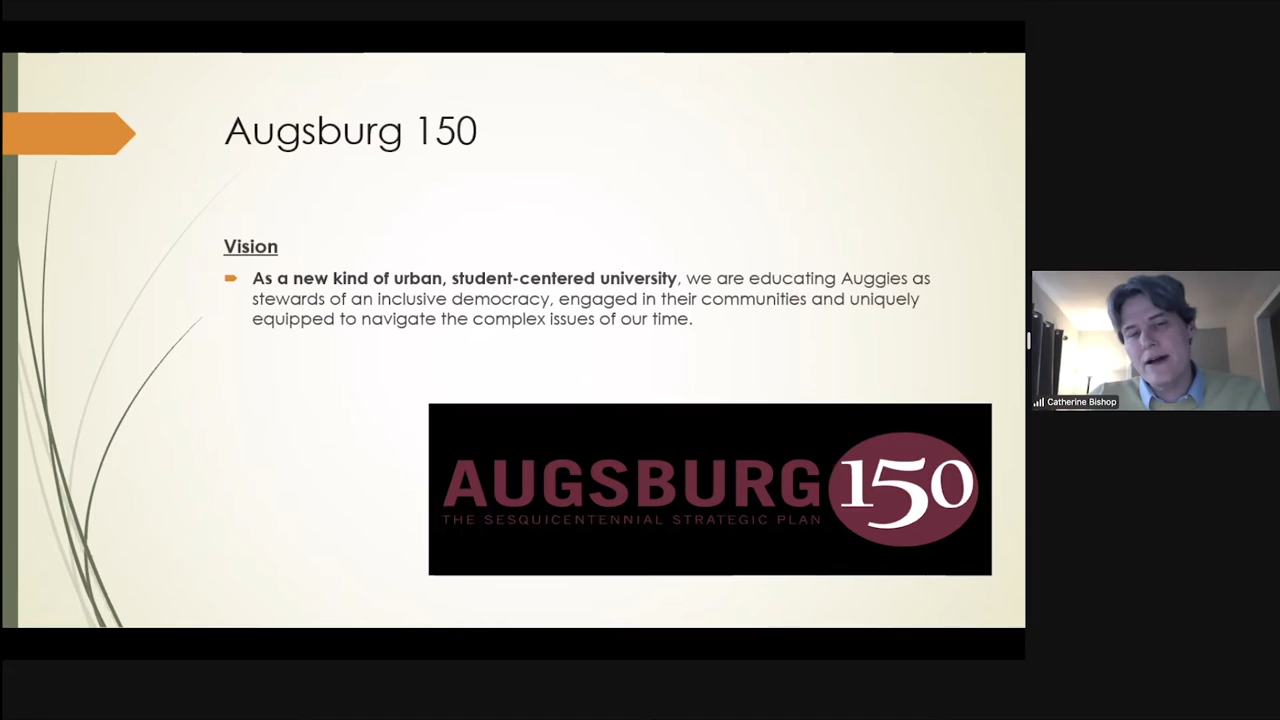 Augsburg 150
Vision
As a new kind of urban, student-centered university, we are educating Auggies as
stewards of an inclusive democracy, engaged in their communities and uniquely
equipped to navigate the complex issues of our time.
AUGSBURG 150
THE SESQUICENTENNIAL STRATEGIC PLAN
Catherine Bishop